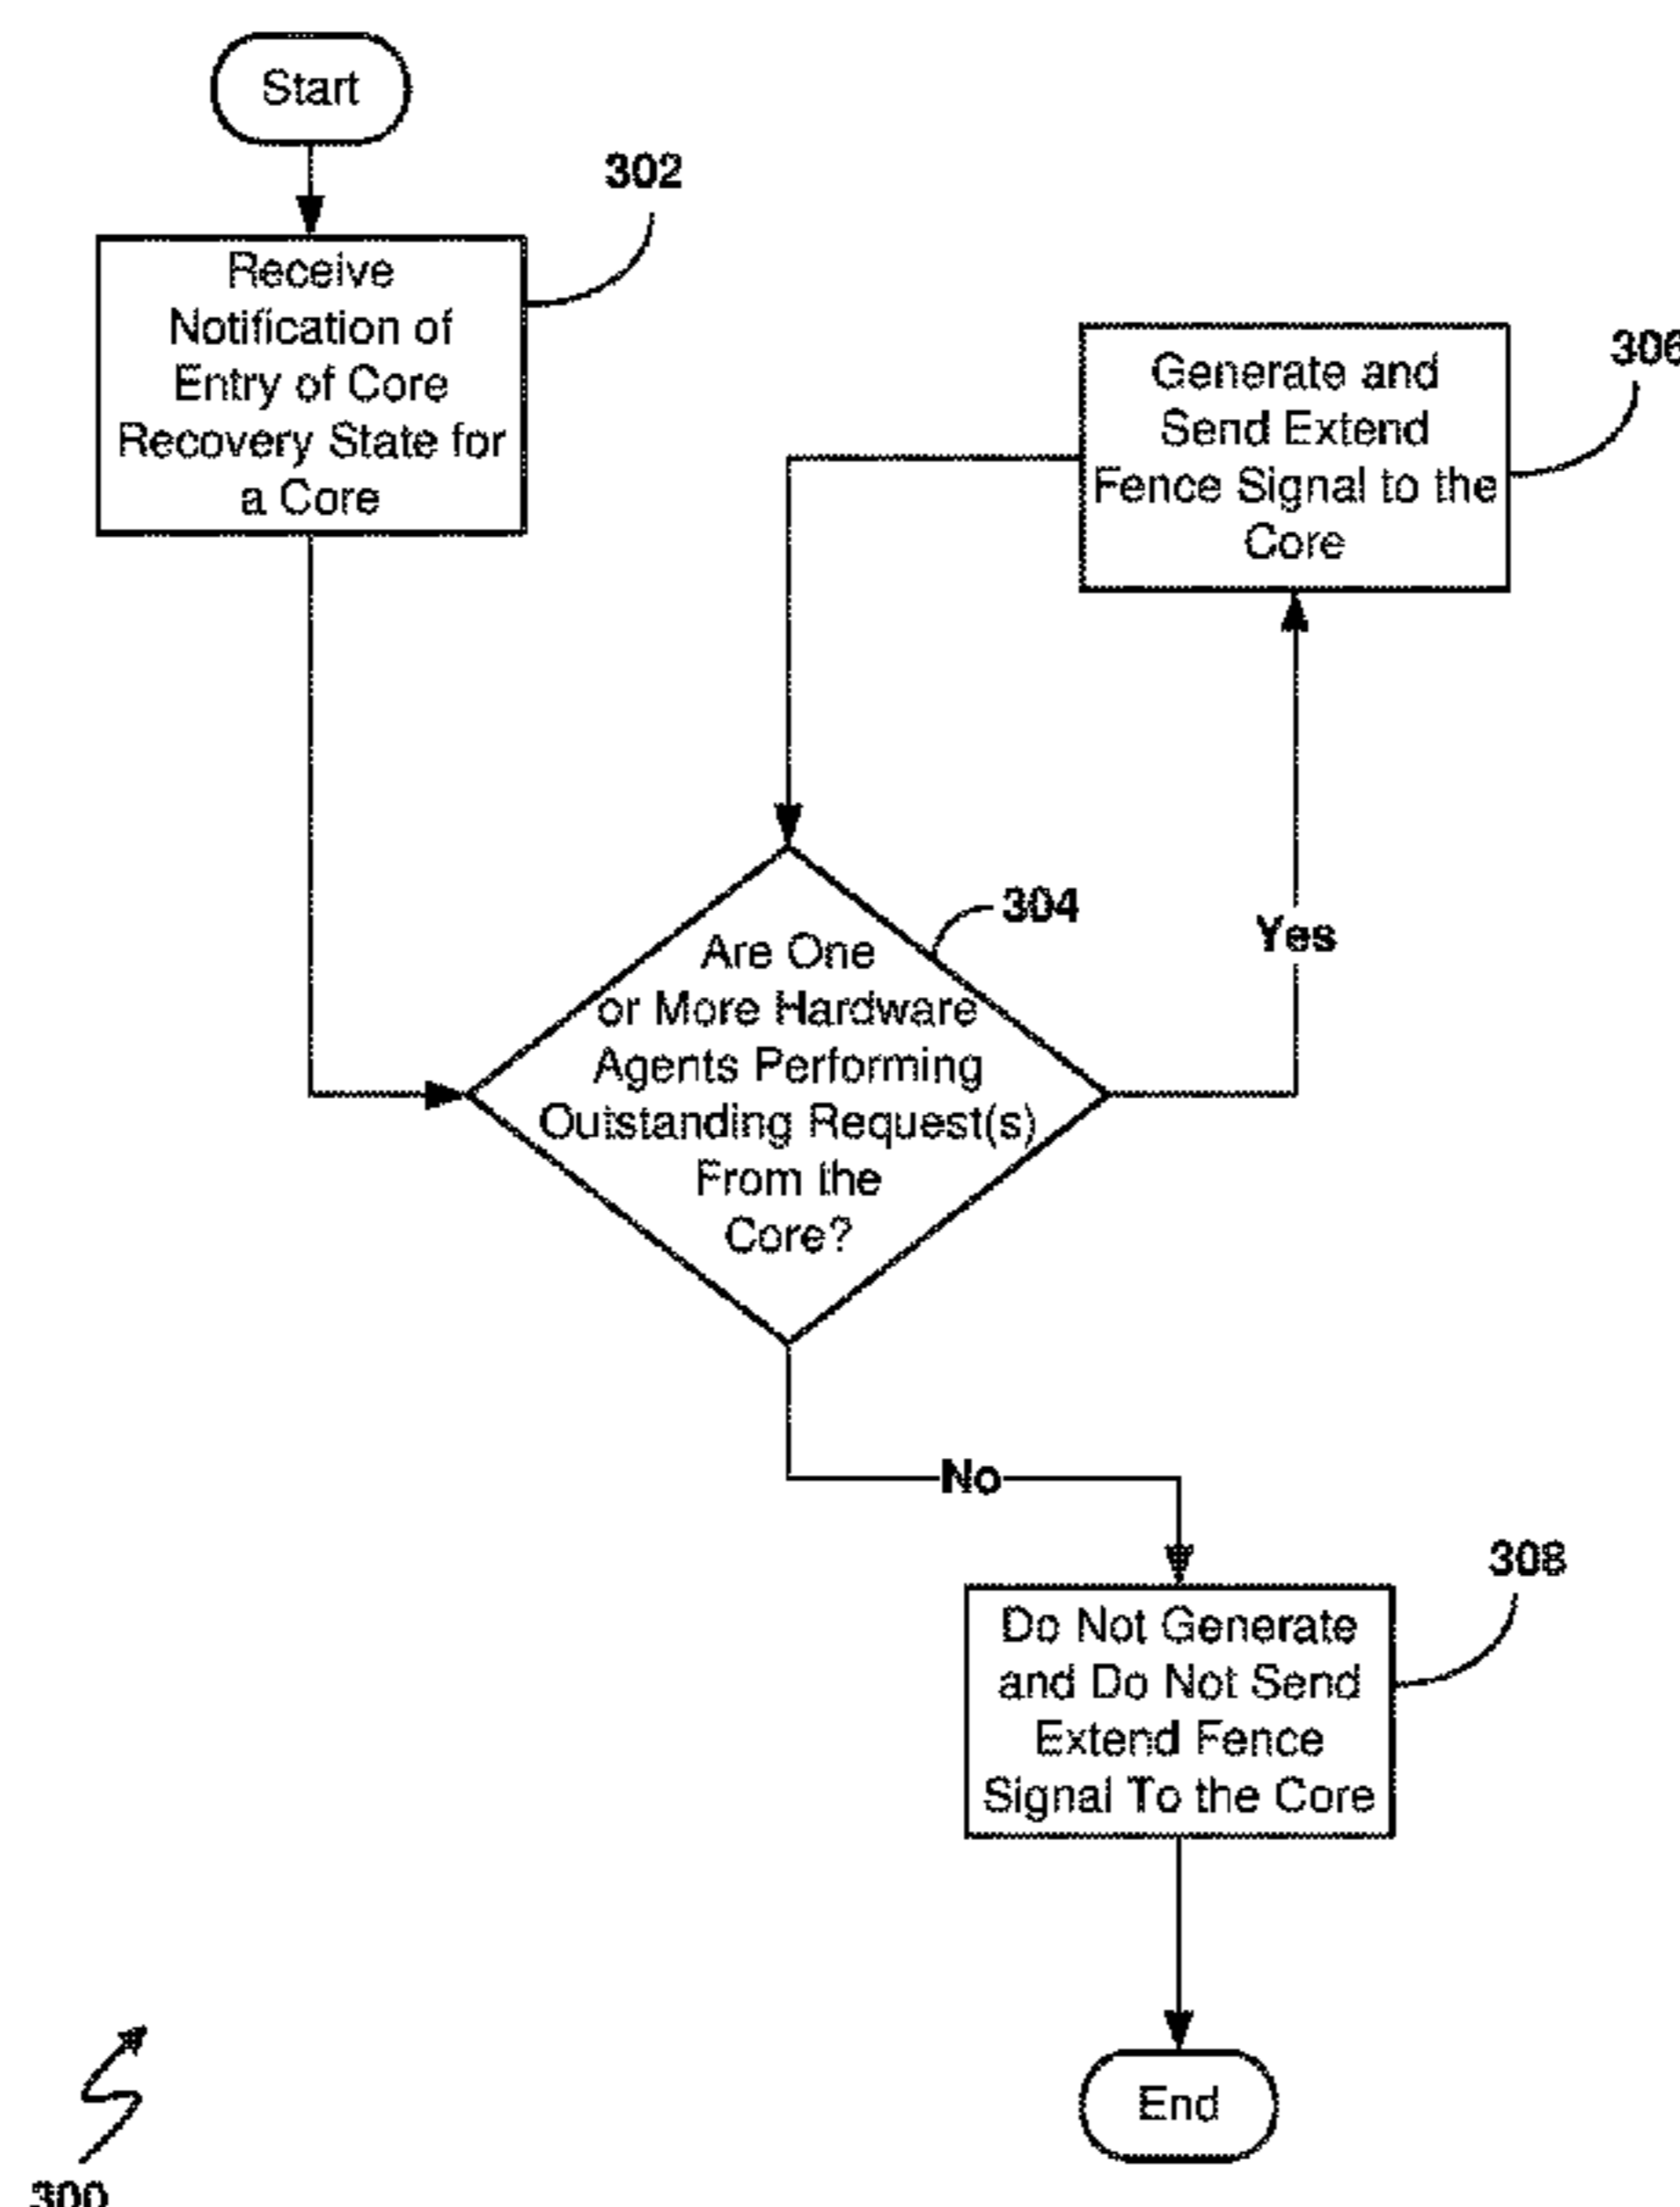 Start
302
Receive
Notification of
Entry of Core
Recovery State for
a Core
306
Generate and
Send Extend
Fence Signal to the
Core
304
Are One
or More Hardware
Agents Performing
Outstanding Request(s)
From the
Core?
Yes
No
308
Do Not Generate
and Do Not Send
Extend Fence
Signal To the Core
End
300